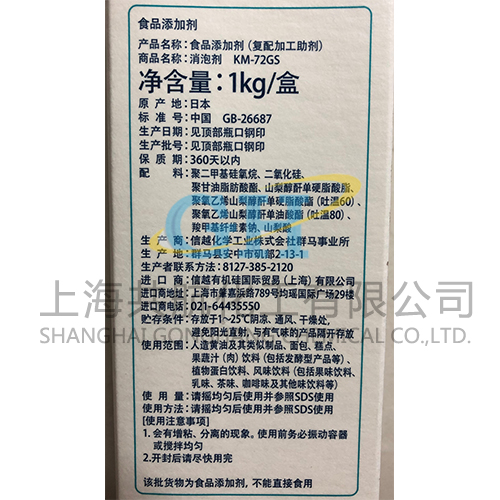 食品添加剂
产品名称：食品添加剂（复配加工助剂）
商品名称：消泡剂 KM-72GS
净含量：1kg/盒
原产地：日本
标准号：中国 GB-26687
生产日期：见顶部瓶口钢印
生产批号：见顶部瓶口钢印
保质期：360天以内
配料：聚二甲基硅氧烷、二氧化硅、
聚甘油脂肪酸酯、山梨醇酐单硬脂酸酯、
聚氧乙烯山梨醇酐单硬脂酸酯（吐温60）、
聚氧乙烯山梨醇酐单油酸酯（吐温80）、
羧甲基纤维素钠、山梨酸
生产商：信越化学工业株式会社群马事业所
生产地：群马县安中市矶部2-13-1
生产者联系方法：8127-385-2120
进口商：信越有机硅国际贸易（上海）有限公司
进口商地址：上海市肇嘉浜路789号均瑶国际广场29楼
进口商电话：021-64435550
贮存条件：存放于1～25℃阴凉、通风、干燥处，
避免阳光直射，与有气味的产品隔开存放
使用范围：人造黄油及其类似制品、面包、糕点、
果蔬汁（肉）饮料（包括发酵型产品等）、
植物蛋白饮料、风味饮料（包括果味饮料、
乳味、茶味、咖啡味及其他味饮料等）
使用量：请摇均匀后使用并参照SDS使用
使用方法：请摇均匀后使用并参照SDS使用
[使用注意事项]
1. 会有增粘、分离的现象。使用前务必振动容器
或搅拌均匀
2. 开封后请尽快用完
该批货物为食品添加剂，不能直接食用
上海
有限公司
SHANGHAI
CO., LTD.